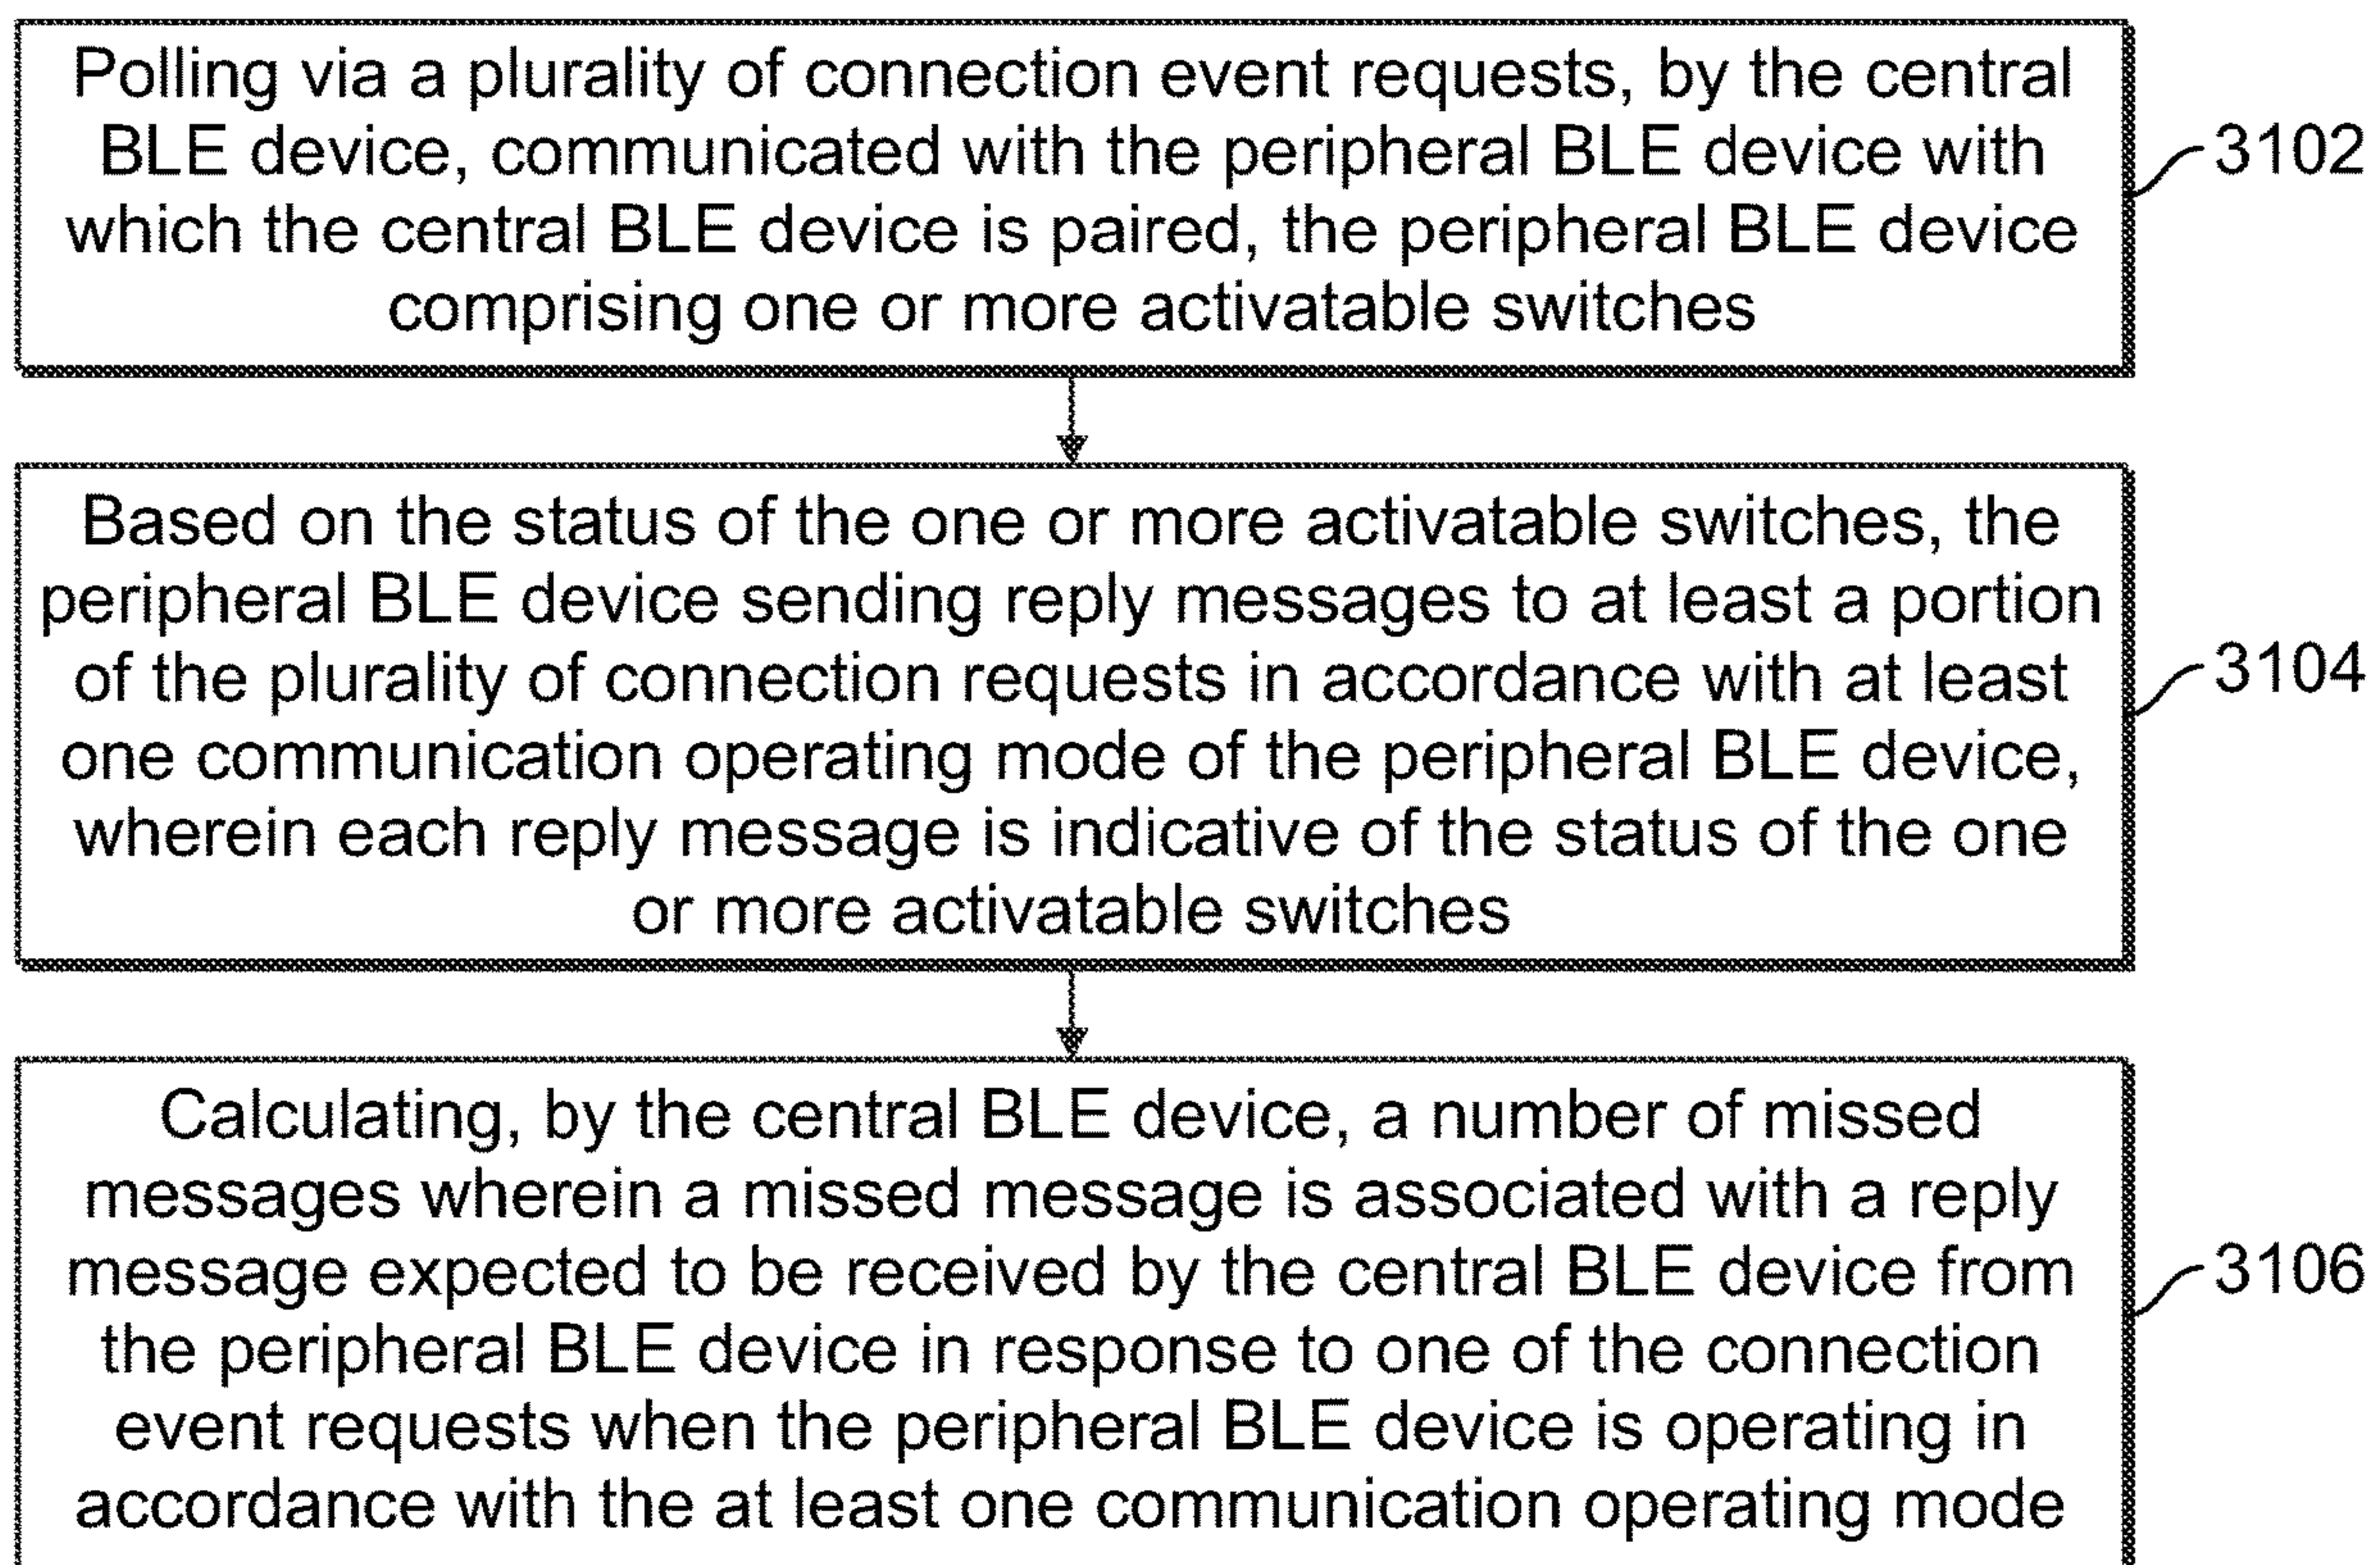 Polling via a plurality of connection event requests, by the central
BLE device, communicated with the peripheral BLE device with
which the central BLE device is paired, the peripheral BLE device
comprising one or more activatable switches
3102
Based on the status of the one or more activatable switches, the
peripheral BLE device sending reply messages to at least a portion
of the plurality of connection requests in accordance with at least
one communication operating mode of the peripheral BLE device,
wherein each reply message is indicative of the status of the one
or more activatable switches
3104
Calculating, by the central BLE device, a number of missed
messages wherein a missed message is associated with a reply
message expected to be received by the central BLE device from
the peripheral BLE device in response to one of the connection
event requests when the peripheral BLE device is operating in
accordance with the at least one communication operating mode
3106